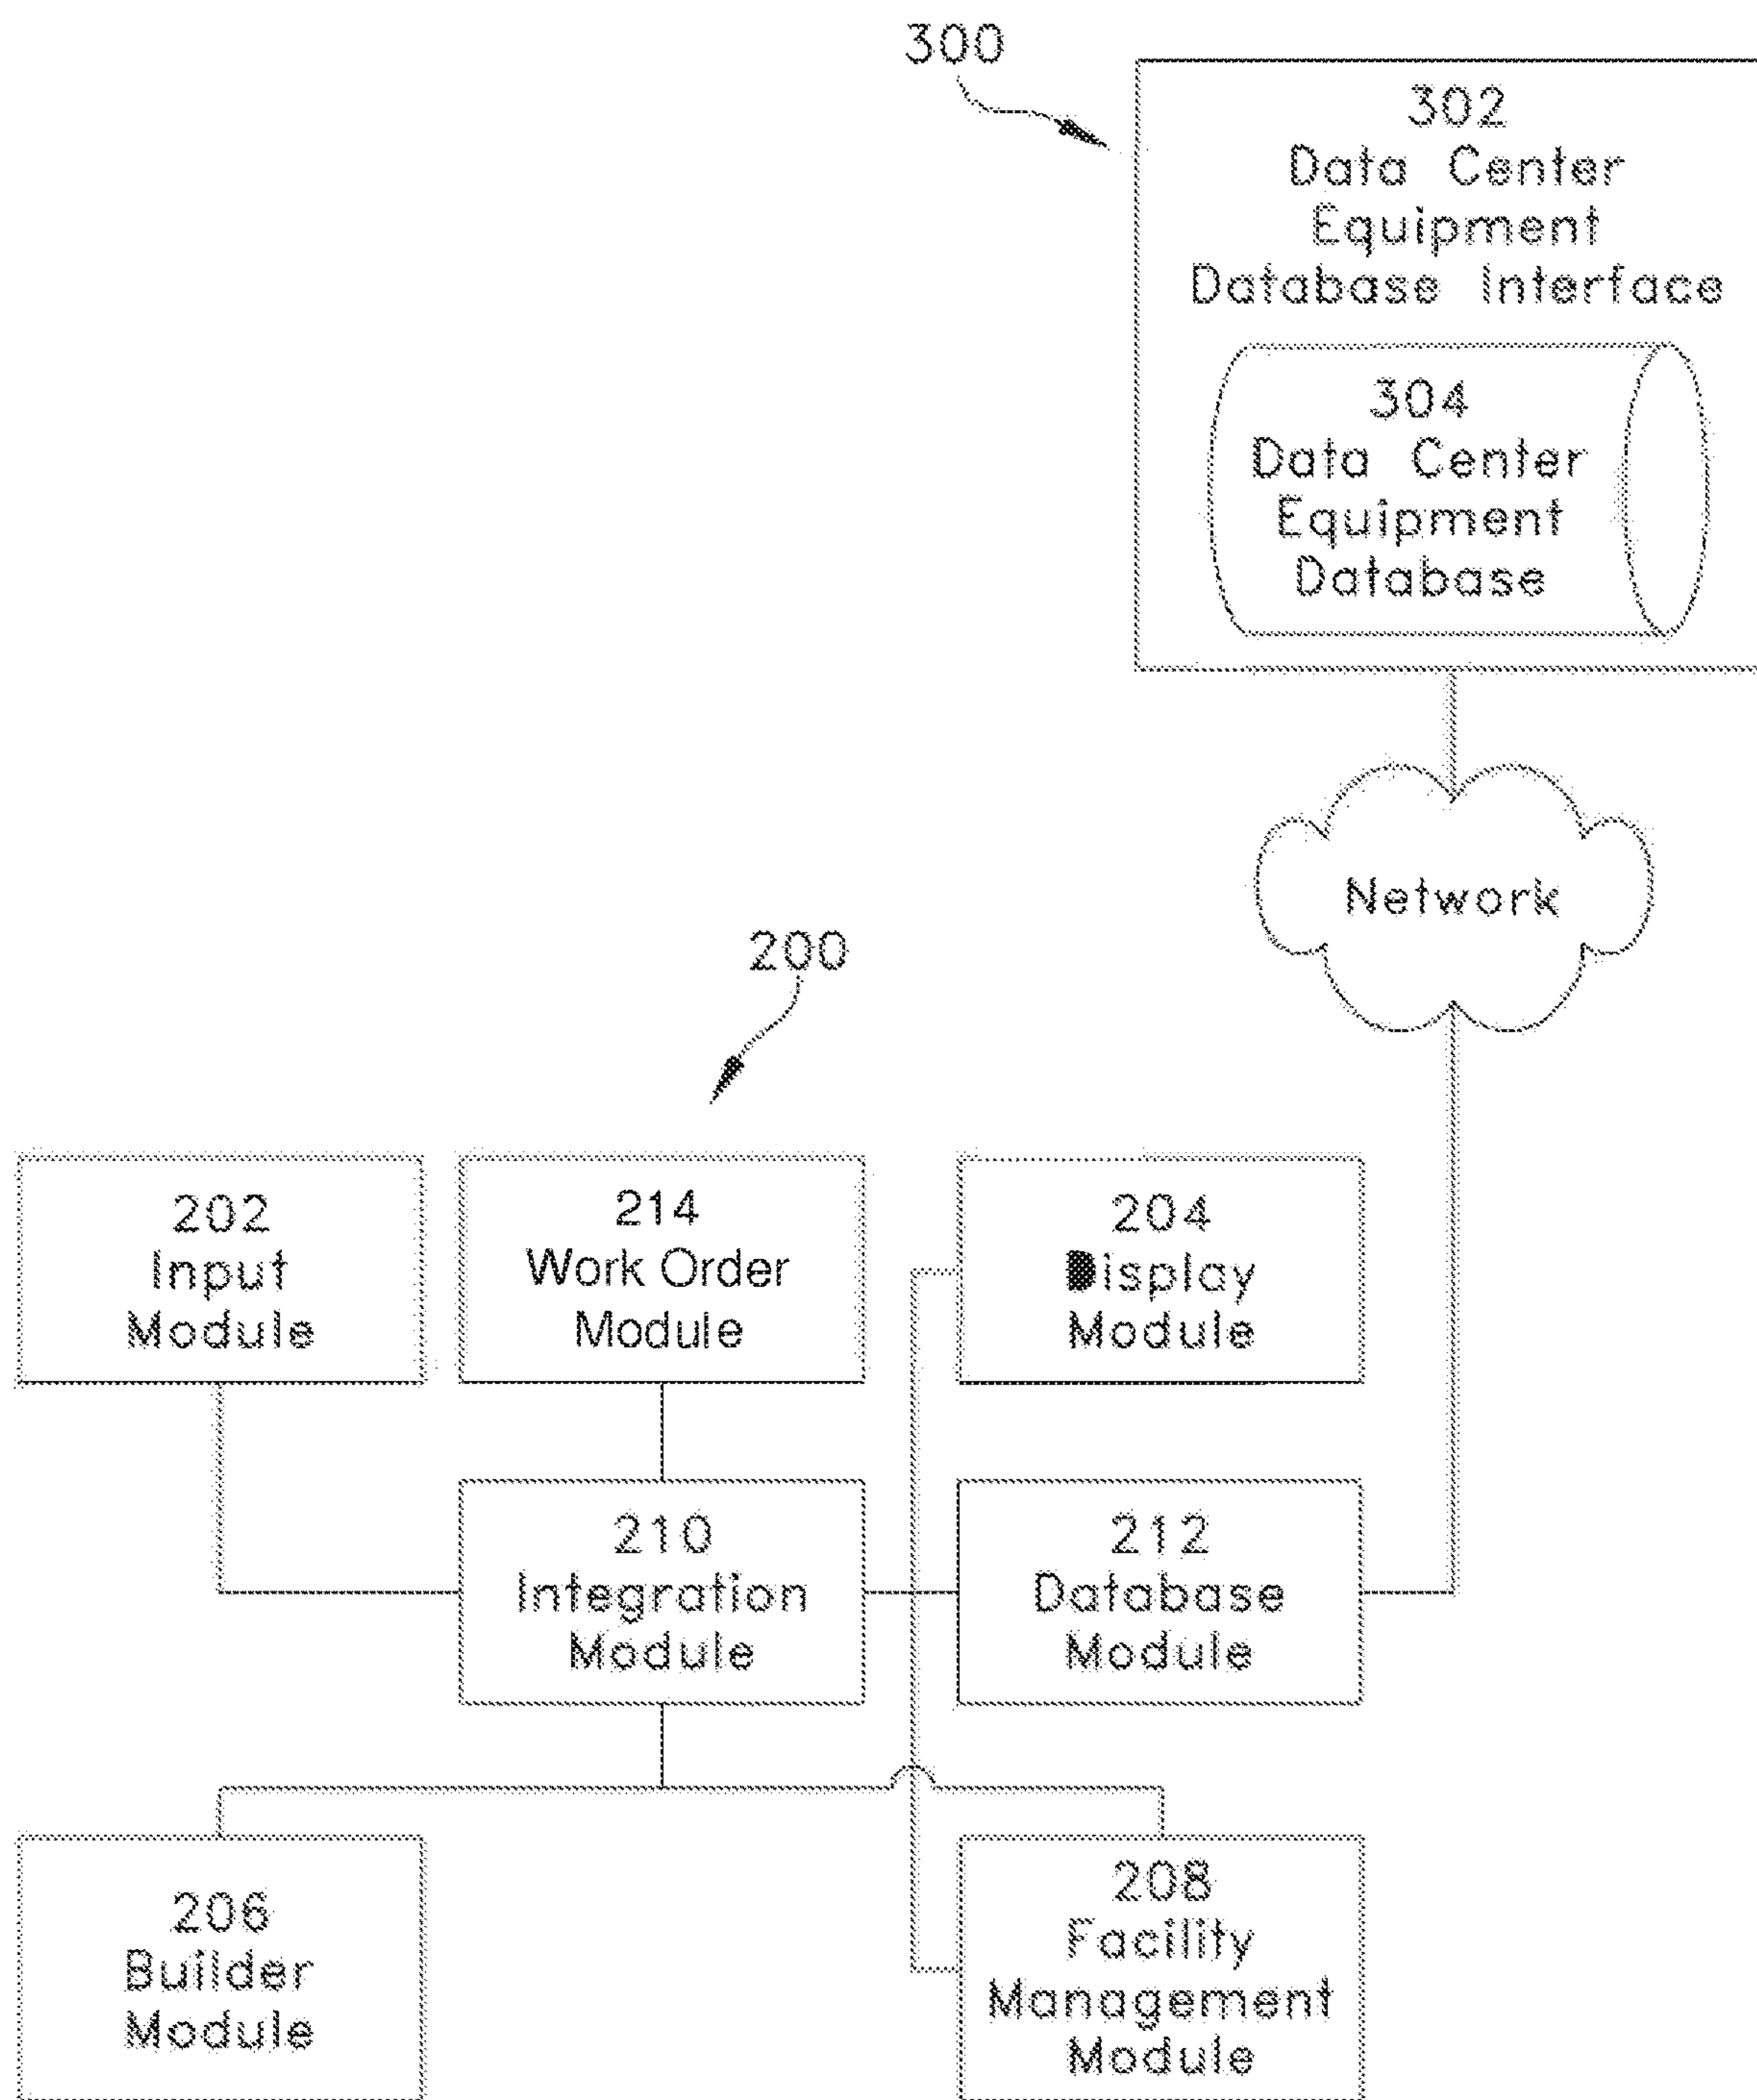 300
302
Data Center
Equipment
Database Interface
304
Data Center
Equipment
Database
Network
200
202
Input
Module
214
Work Order
Module
204
Display
Module
210
Integration
Module
212
Database
Module
206
Builder
Module
208
Facility
Management
Module